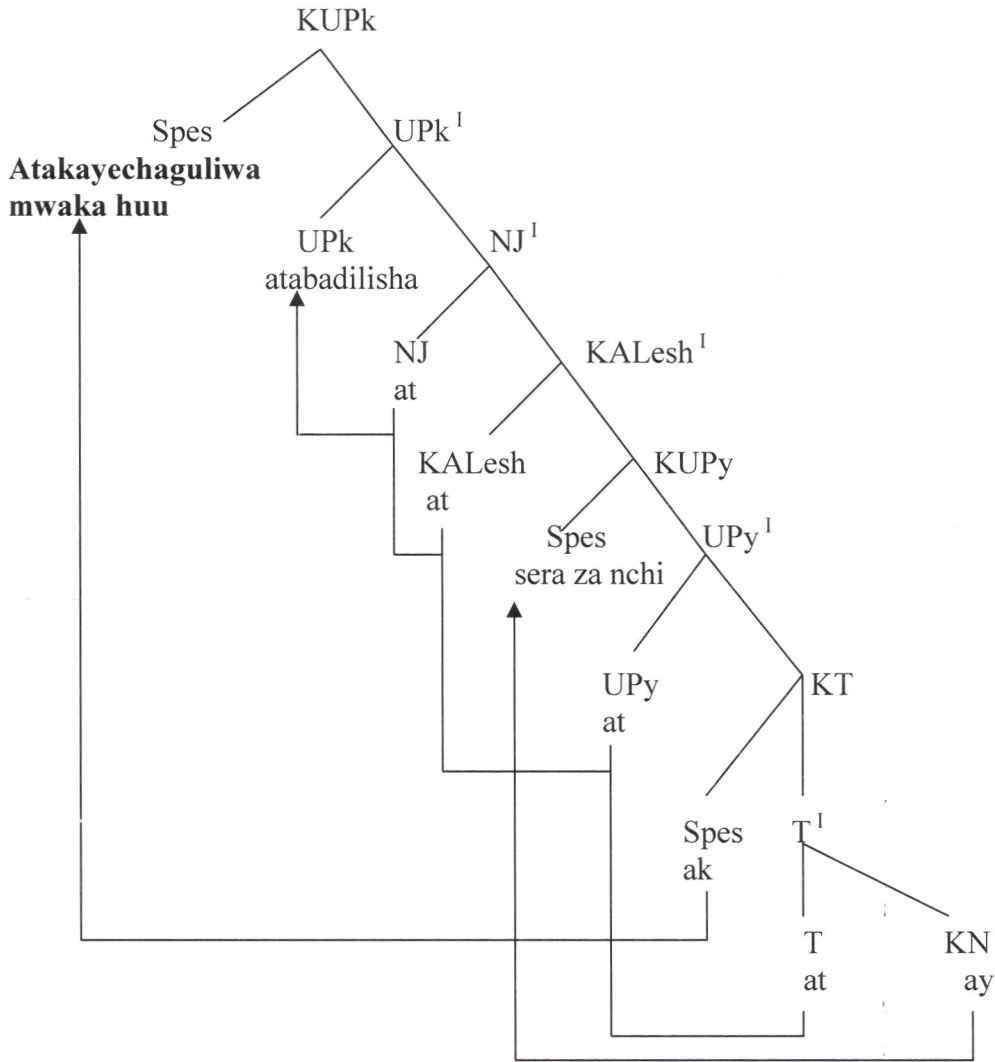 KUPk
Spes
UPk I
Atakayechaguliwa
mwaka huu
UPk
NJ I
atabadilisha
NJ
KALesh I
at
KALesh
KUPy
at
Spes
UPy I
sera za nchi
UPy
KT
at
Spes
T I
ak
T
KN
at
ay